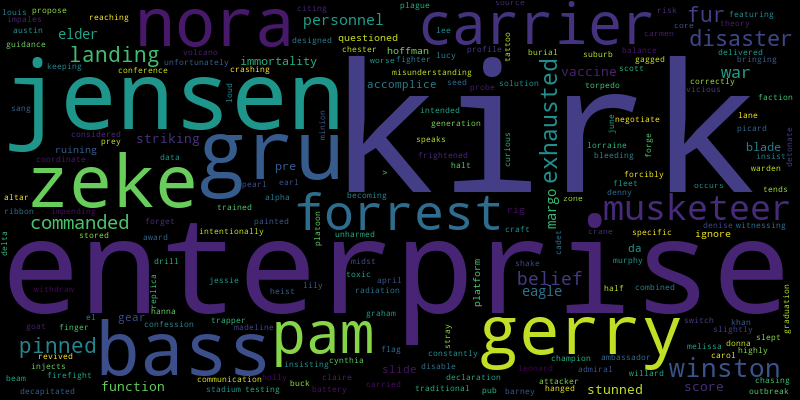 louis propose
impales reaching
austin
nora
personnel
citing
plague
designed questioned
carrier
source
featuring
risk theory
fur
core
disaster
guidance
elder
landing
chester hoffman
lee profile
tattoo
burial suburb
carmen
balance
delivered
keeping
volcano
conference
unfortunately
immortality
fighter lucy
worse
misunderstanding seed
probe solution
gagged
scott
war
bringing
correctly
vicious
crashing
accomplice
vaccine
jensen
loud
kirk
exhausted
intended
torpedo
faction
sang
minion
generation
june
negotiate
lane
picard
detonate
considered
striking
gru
speaks
curious
lorraine
forge
blade
ruining
prey
pre
frightened
bleeding
insist
coordinate
data
halt
forcibly
warden
zeke
pearl earl
>
margo
zone
denny
fleet
occurs
tends
altar
alpha
becoming
forrest
rig
musketeer
ribbon impending
trained
painted
platoon
craft
crane
denise witnessing
commanded
forget
intentionally
unharmed
cadet
specific
ignore
delta
stored
award
enterprise
da
murphy
drill
midst
shake
belief
platform
replica
jessie
toxic
april
eagle
half
combined
graduation
withdraw
hanna
heist
lily
radiation
gear
el
trapper
graham
stray
switch khan
goat
finger
confession
madeline
pam
flag
gerry
slightly
slept
pinned
bass
constantly
champion
ambassador
melissa donna
highly
revived
insisting
cynthia
disable
admiral
carol
winston
injects
communication
holly
claire
slide
leonard
declaration
attacker
willard
beam
firefight
function
buck
battery
carried
traditional
pub
barney
hanged
stunned
score
chasing
decapitated
stadium testing
outbreak